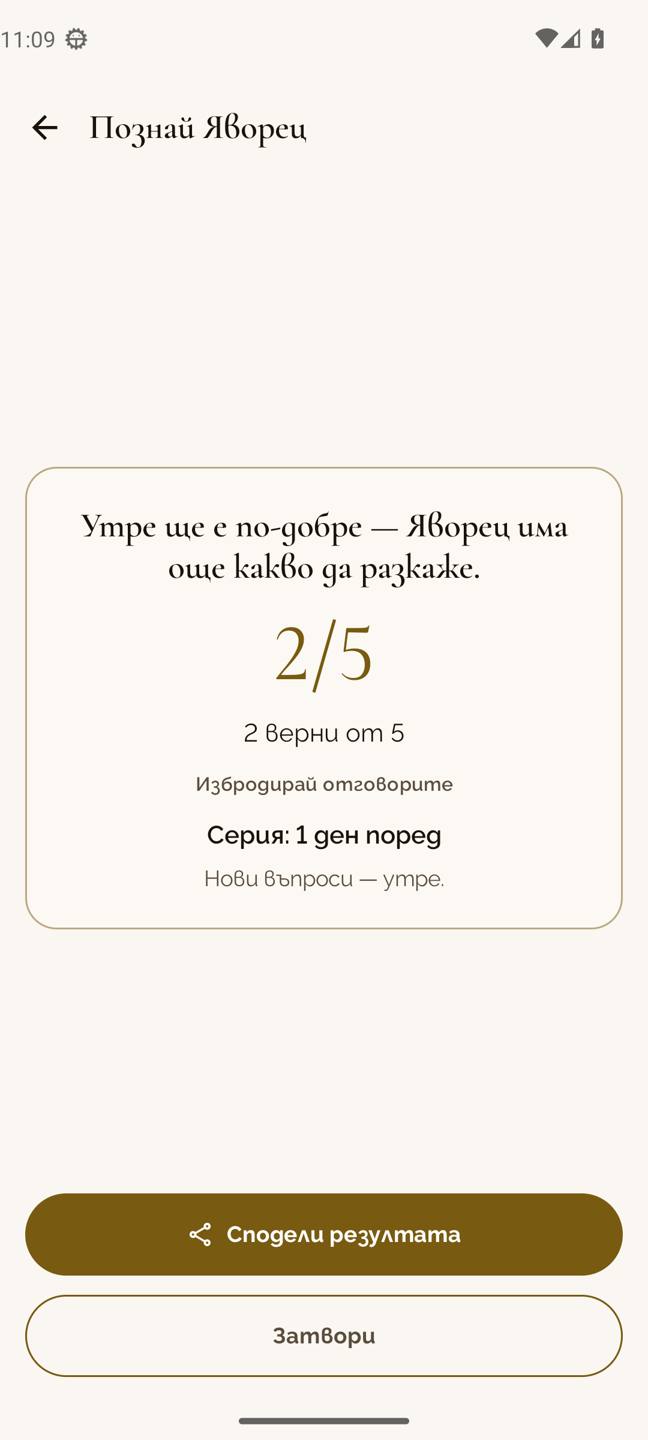 11:09
Познай Яворец
Утре ще е по-добре — Яворец има
още какво да разкаже.
2/5
2 верни от 5
Избродирай отговорите
Серия: 1 ден поред
Нови въпроси — утре.
Сподели резултата
Затвори